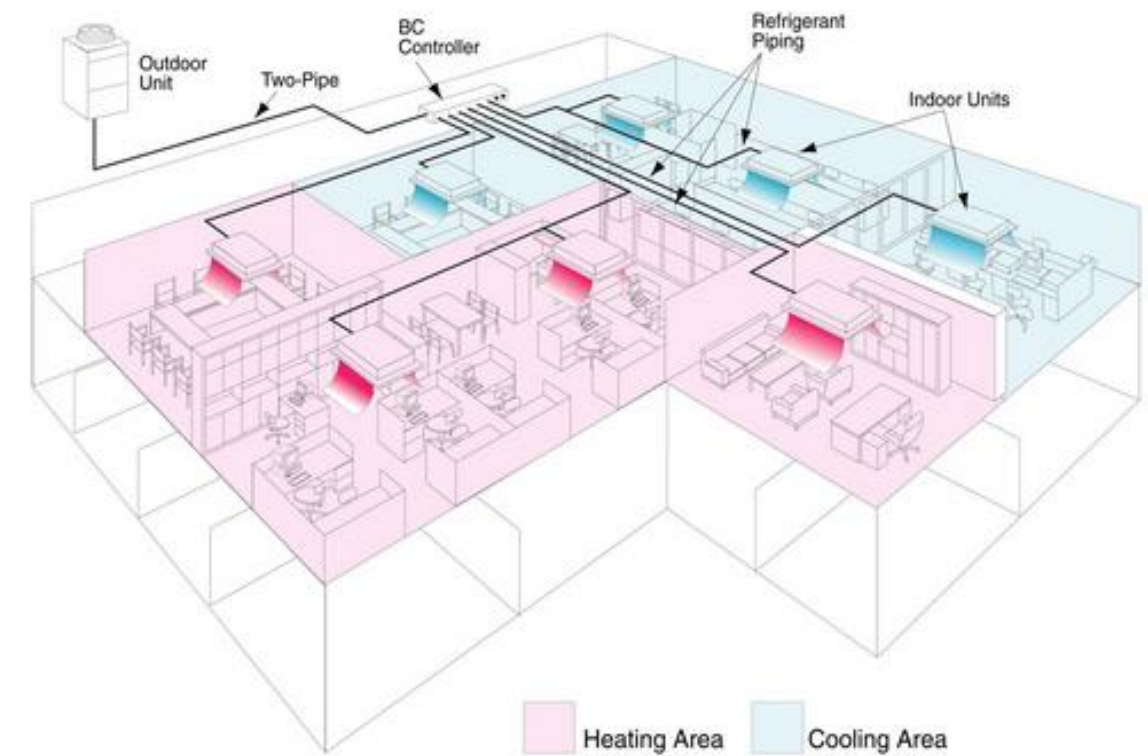 Outdoor
Unit
Two-Pipe
BC
Controller
Refrigerant
Piping
Indoor Units
Heating Area
Cooling Area